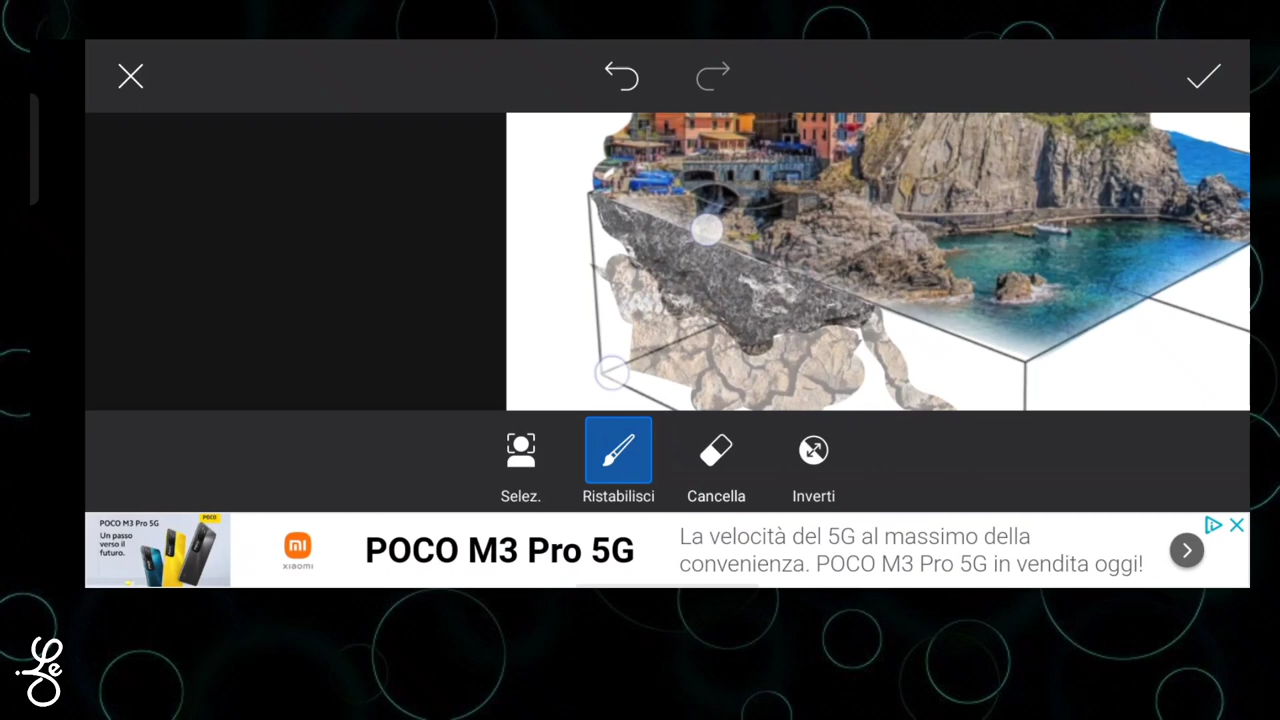 Selez.
Ristabilisci
Cancella
Inverti
POCO M3 Pro 5G
Un passo
verso il
futuro.
POCO
mi
XIAOMI
POCO M3 Pro 5G
La velocità del 5G al massimo della
convenienza. POCO M3 Pro 5G in vendita oggi!